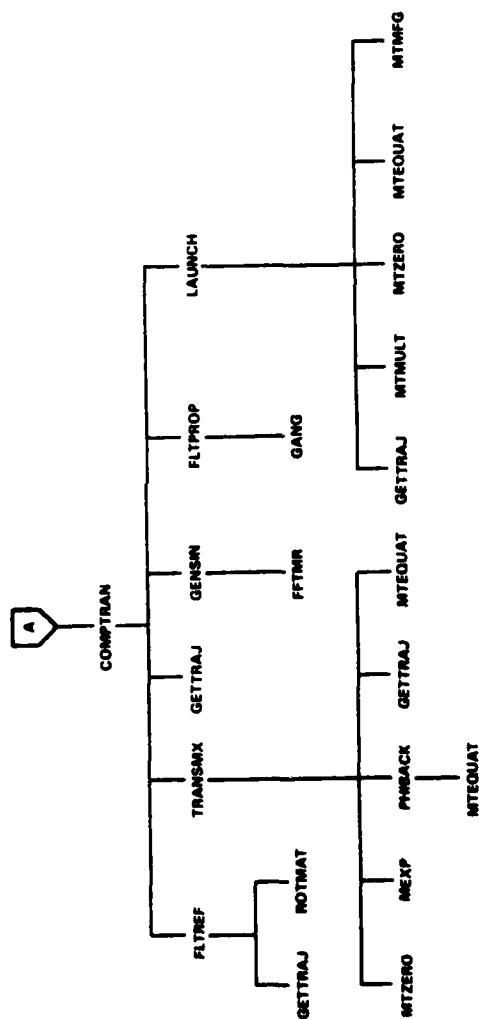 A
COMPTRAN
FLTREF
TRANSMX
GETTRAJ
GENSIN
FLTPROP
LAUNCH
GETTRAJ
ROTMAT
FFTMR
GANG
MTZERO
MEXP
PHIBACK
GETTRAJ
MTEQUAT
GETTRAJ
MTMULT
MTZERO
MTEQUAT
MTMFG
MTEQUAT